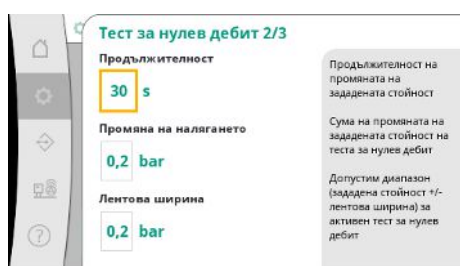 Тест за нулев дебит 2/3
Продължителност
30 s
Промяна на налягането
0,2 bar
Лентова ширина
0,2 bar
Продължителност на
промяната на
зададената стойност
Сума на промяната на
зададената стойност на
теста за нулев дебит
Допустим диапазон
(зададена стойност +/-
лентова ширина) за
активен тест за нулев
дебит
?